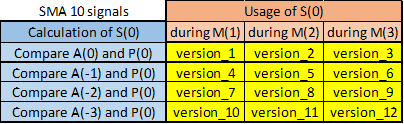 SMA 10 signals Usage of S(0)
Calculation of S(0) during M(1) during M(2) during M(3)
Compare A(0) and P(0) version_1 version_2 version_3
Compare A(-1) and P(0) version_4 version_5 version_6
Compare A(-2) and P(0) version_7 version_8 version_9
Compare A(-3) and P(0) version_10 version_11 version_12